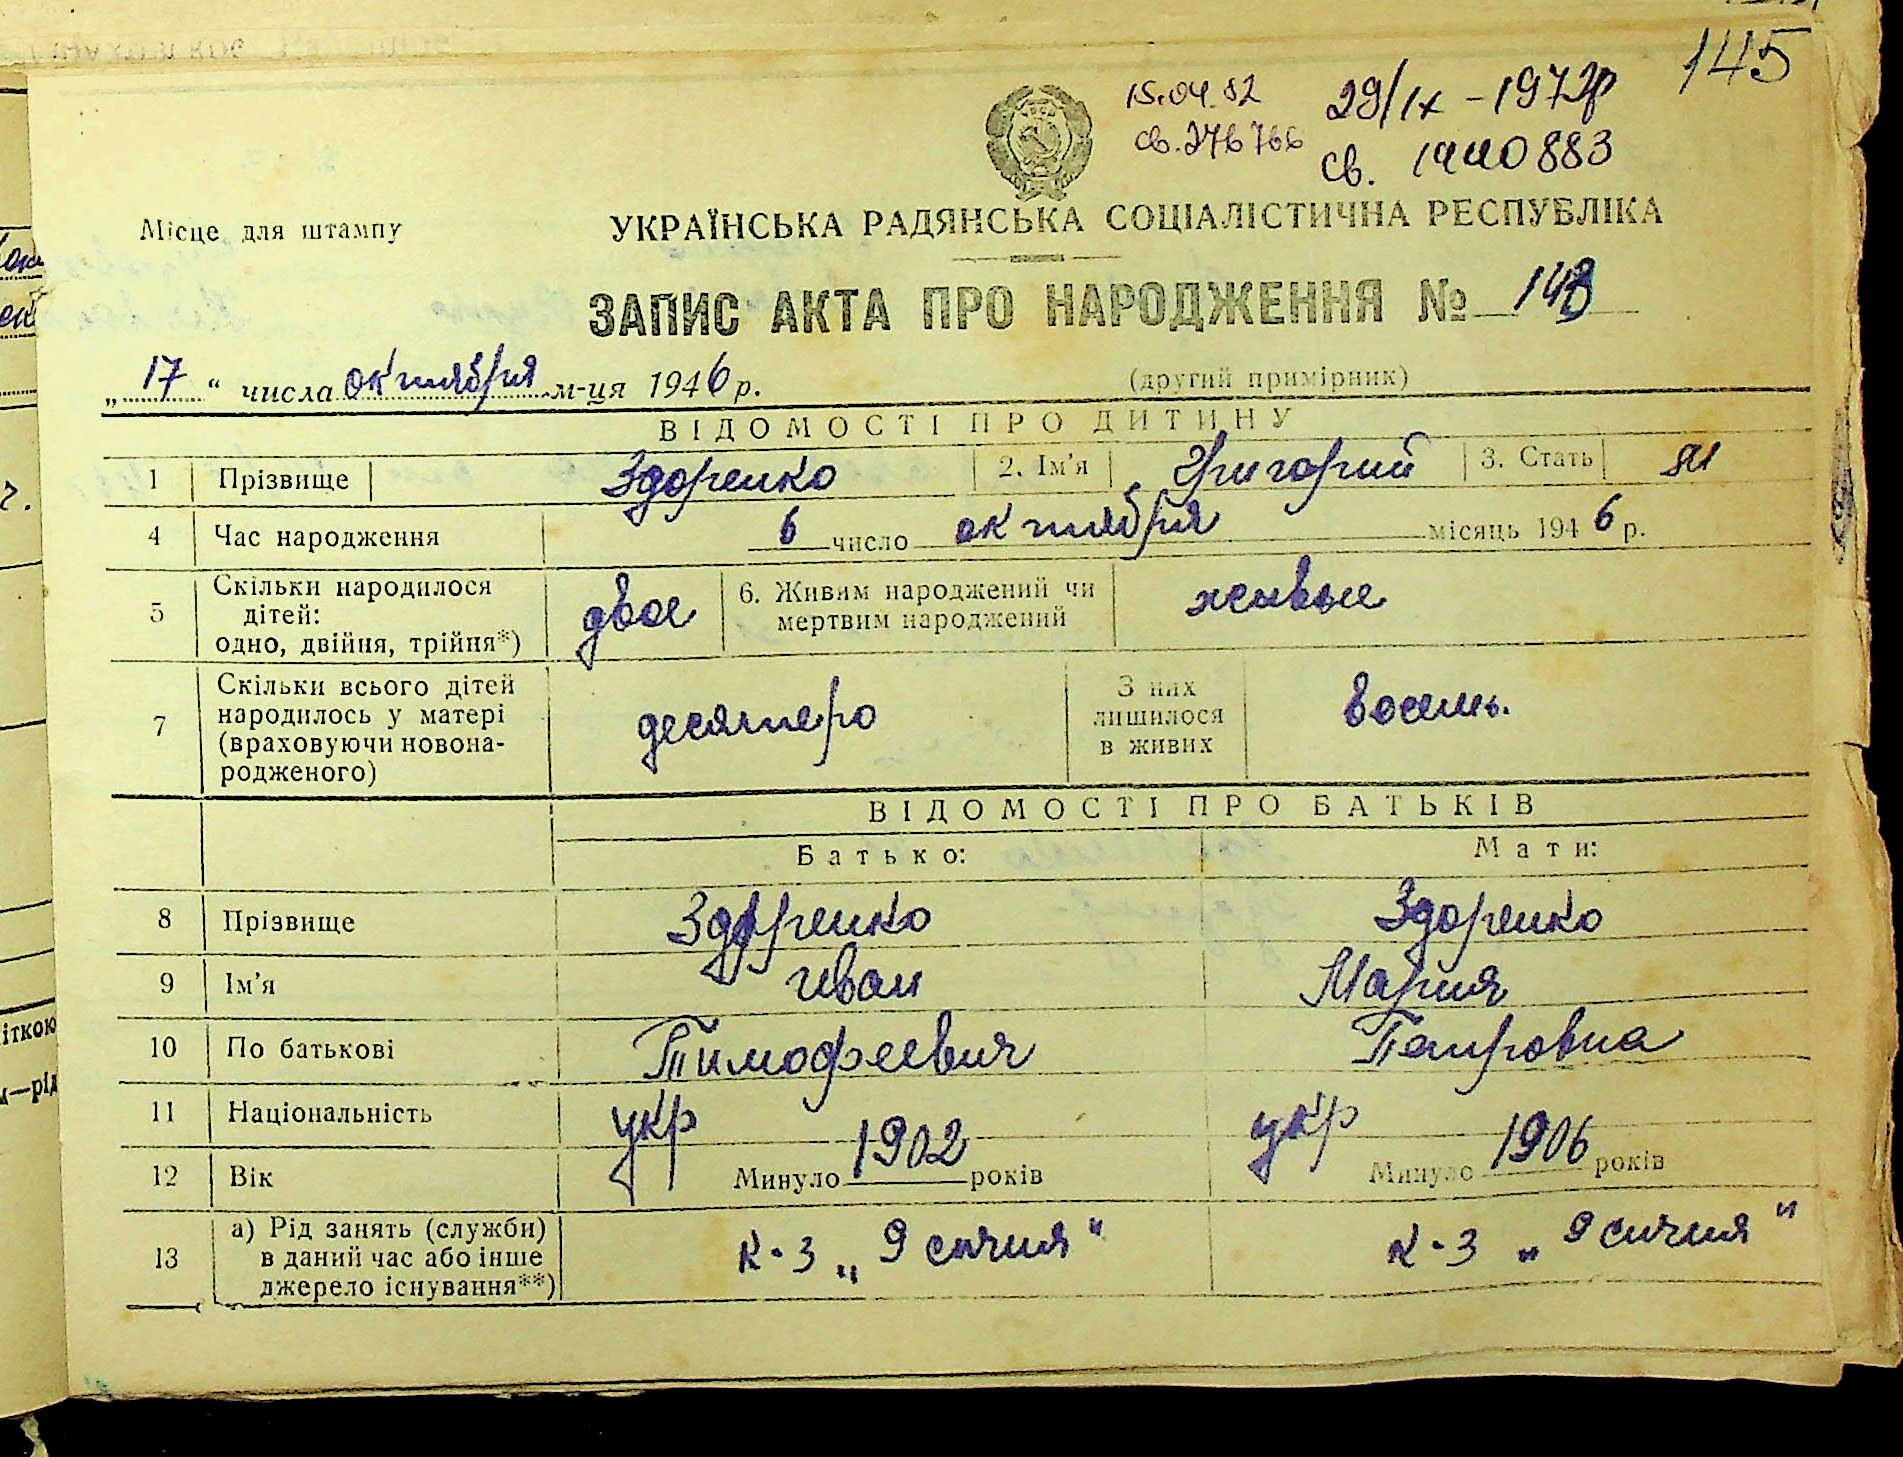 145
15.04.82 29/IX - 1972р
св. 276766 св.
Місце для штампу УКРАЇНСЬКА РАДЯНСЬКА СОЦІАЛІСТИЧНА РЕСПУБЛІКА
ЗАПИС АКТА ПРО НАРОДЖЕННЯ № 143
„17“ числа октября м-ця 1946 р. (другий примірник)
ВІДОМОСТІ ПРО ДИТИНУ
1 Прізвище Здоренко 2. Ім'я Григорий 3. Стать м
4 Час народження 6 число октября місяць 1946 р.
5 Скільки народилося дітей: одно, двійня, трійня*) двое 6. Живим народжений чи мертвим народжений живые
7 Скільки всього дітей народилось у матері (враховуючи новонародженого) десятеро З них лишилося в живих восемь.
ВІДОМОСТІ ПРО БАТЬКІВ
Батько: Мати:
8 Прізвище Здоренко Здоренко
9 Ім'я Иван Мария
10 По батькові Тимофеевич Петровна
11 Національність укр укр
12 Вік Минуло 1902 років Минуло 1906 років
13 а) Рід занять (служби) в даний час або інше джерело існування**) к-з „9 сичня" к-з „9 сичня"
іткою
м—рід